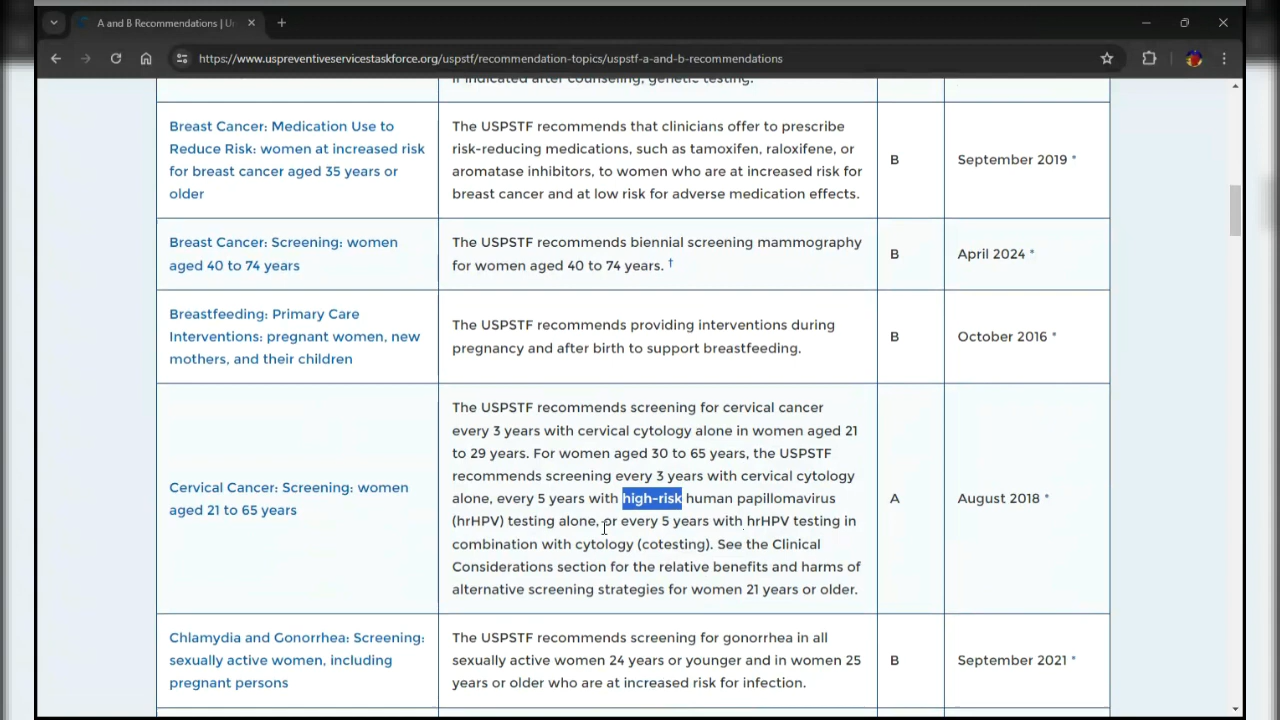 A and B Recommendations | Un
https://www.uspreventiveservicestaskforce.org/uspstf/recommendation-topics/uspstf-a-and-b-recommendations
if indicated after counseling, genetic testing.
Breast Cancer: Medication Use to
Reduce Risk: women at increased risk
for breast cancer aged 35 years or
older
The USPSTF recommends that clinicians offer to prescribe
risk-reducing medications, such as tamoxifen, raloxifene, or
aromatase inhibitors, to women who are at increased risk for
breast cancer and at low risk for adverse medication effects.
B
September 2019 *
Breast Cancer: Screening: women
aged 40 to 74 years
The USPSTF recommends biennial screening mammography
for women aged 40 to 74 years. †
B
April 2024 *
Breastfeeding: Primary Care
Interventions: pregnant women, new
mothers, and their children
The USPSTF recommends providing interventions during
pregnancy and after birth to support breastfeeding.
B
October 2016 *
Cervical Cancer: Screening: women
aged 21 to 65 years
The USPSTF recommends screening for cervical cancer
every 3 years with cervical cytology alone in women aged 21
to 29 years. For women aged 30 to 65 years, the USPSTF
recommends screening every 3 years with cervical cytology
alone, every 5 years with high-risk human papillomavirus
(hrHPV) testing alone, or every 5 years with hrHPV testing in
combination with cytology (cotesting). See the Clinical
Considerations section for the relative benefits and harms of
alternative screening strategies for women 21 years or older.
A
August 2018 *
Chlamydia and Gonorrhea: Screening:
sexually active women, including
pregnant persons
The USPSTF recommends screening for gonorrhea in all
sexually active women 24 years or younger and in women 25
years or older who are at increased risk for infection.
B
September 2021 *